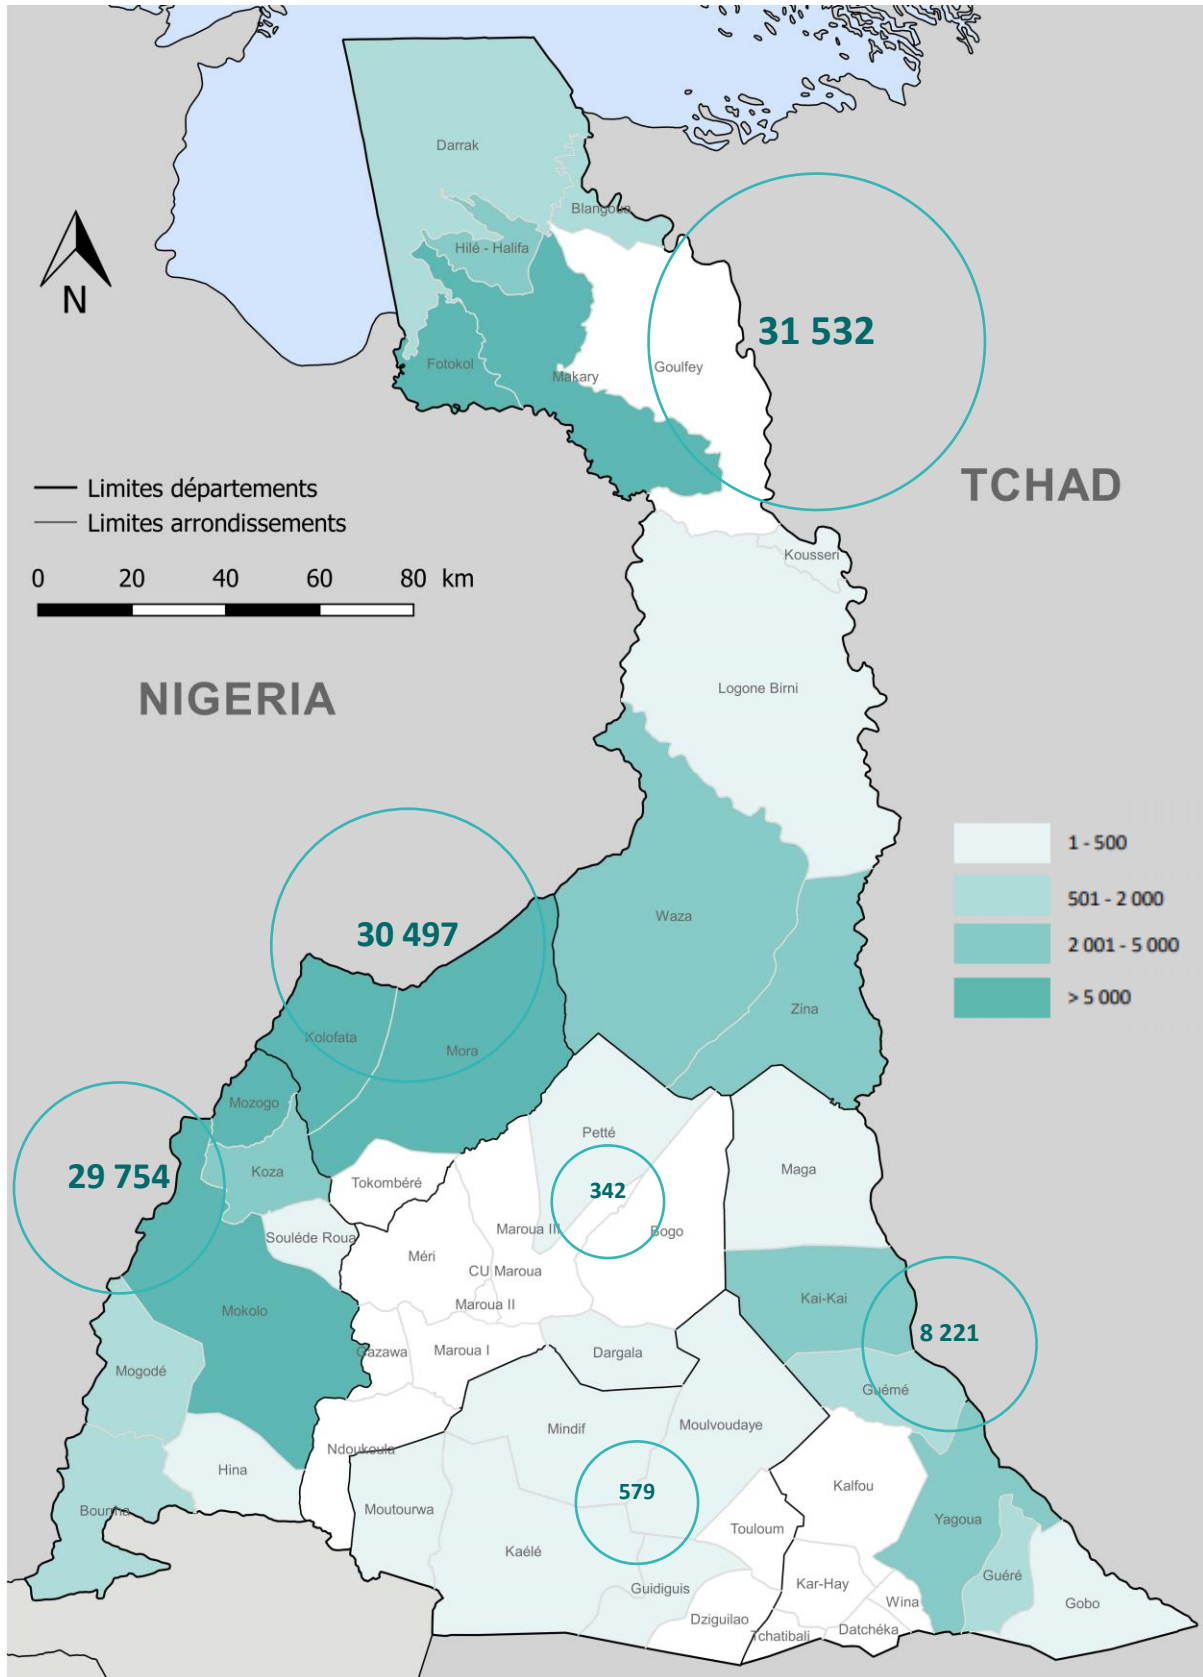 Darrak
Blangoua
Hilé - Halifa
N
31 532
Fotokol
Makary
Goulfey
TCHAD
Limites départements
Limites arrondissements
Kousseri
0 20 40 60 80 km
NIGERIA
Logone Birni
1 - 500
501 - 2 000
2 001 - 5 000
> 5 000
Waza
30 497
Zina
Kolofata
Mora
Mozogo
Petté
Koza
29 754
Tokombéré
Maga
342
Souléde Roua
Maroua III
Bogo
Méri
CU Maroua
Maroua II
Mokolo
Kai-Kai
8 221
Gazawa
Maroua I
Dargala
Mogodé
Guémé
Mindif
Moulvoudaye
Ndoukoula
Hina
Kalfou
579
Bourrha
Moutourwa
Yagoua
Touloum
Kaélé
Guidiguis
Kar-Hay
Guéré
Wina
Gobo
Dziguilao
Datchéka
Tchatibali